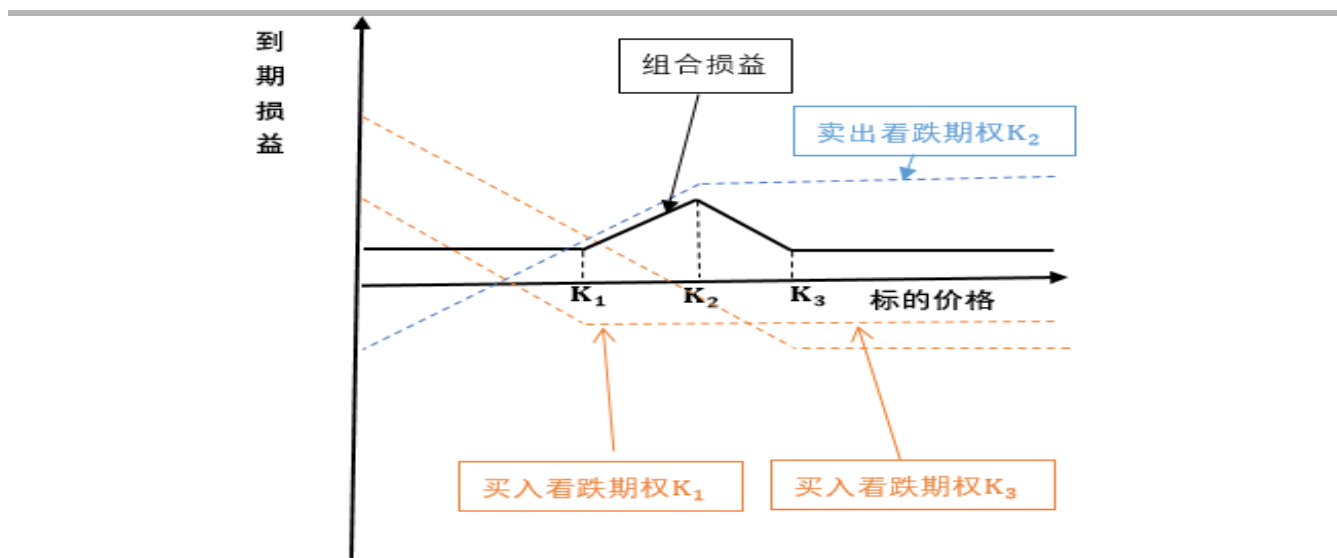 到
期
损
益
组合损益
卖出看跌期权K₂
K₁
K₂
K₃
标的价格
买入看跌期权K₁
买入看跌期权K₃